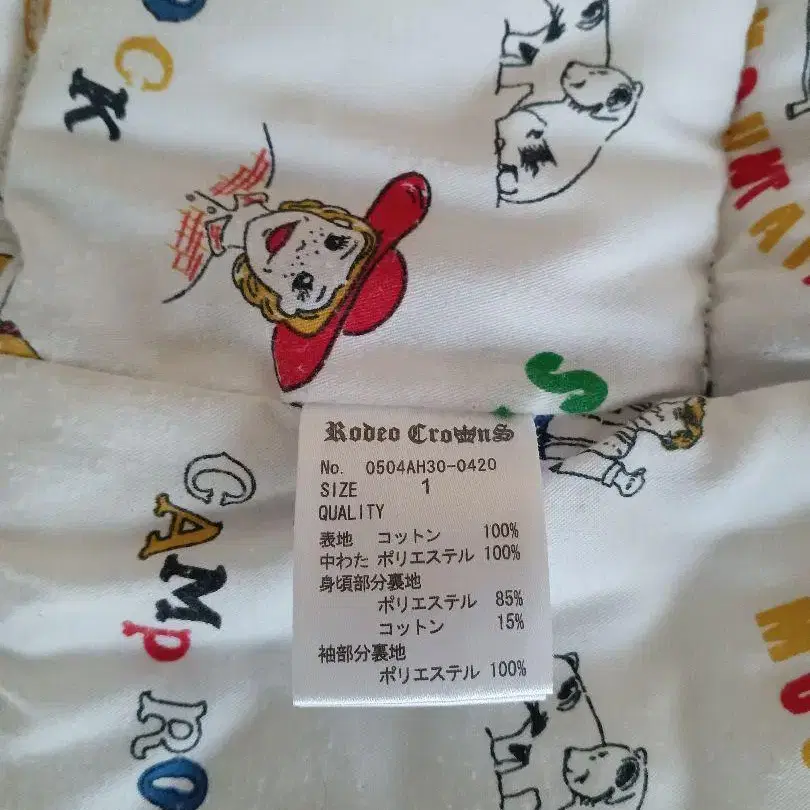 OCK
S
CAMP RO
Rodeo Crowns
No. 0504AH30-0420
SIZE 1
QUALITY
表地 コットン 100%
中わた ポリエステル 100%
身頃部分裏地
ポリエステル 85%
コットン 15%
袖部分裏地
ポリエステル 100%